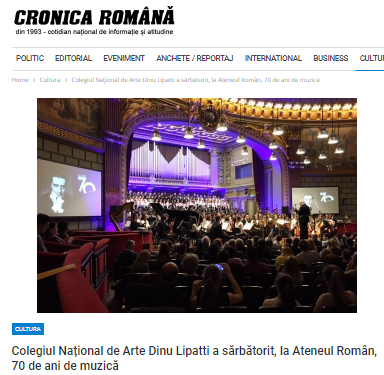 CRONICA ROMÂNĂ
din 1993 - cotidian național de informație și atitudine
POLITIC EDITORIAL EVENIMENT ANCHETE / REPORTAJ INTERNATIONAL BUSINESS CULTU
Home > Cultura > Colegiul Național de Arte Dinu Lipatti a sărbătorit, la Ateneul Român, 70 de ani de muzică
70
CULTURA
Colegiul Național de Arte Dinu Lipatti a sărbătorit, la Ateneul Român,
70 de ani de muzică